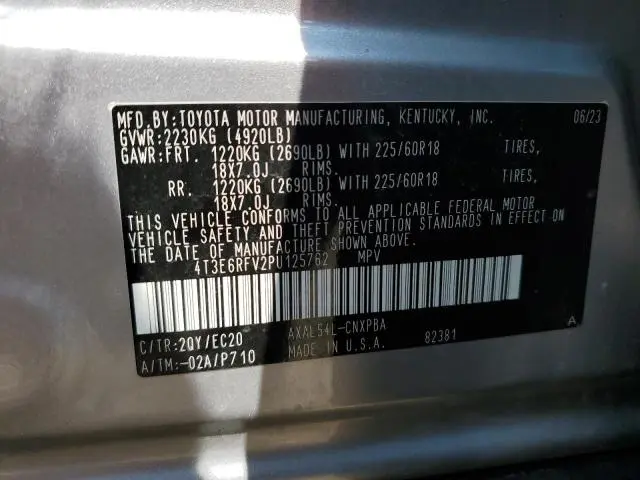 MFD.BY:TOYOTA MOTOR MANUFACTURING, KENTUCKY, INC. 06/23
GVWR:2230KG (4920LB)
GAWR:FRT. 1220KG (2690LB) WITH 225/60R18 TIRES,
18X7.0J RIMS.
RR. 1220KG (2690LB) WITH 225/60R18 TIRES,
18X7.0J RIMS.
THIS VEHICLE CONFORMS TO ALL APPLICABLE FEDERAL MOTOR
VEHICLE SAFETY AND THEFT PREVENTION STANDARDS IN EFFECT ON
THE DATE OF MANUFACTURE SHOWN ABOVE.
4T3E6RFV2PU125762 MPV
C/TR:2QY/EC20 AXAL54L-CNXPBA A
A/TM:-02A/P710 MADE IN U.S.A. 82381